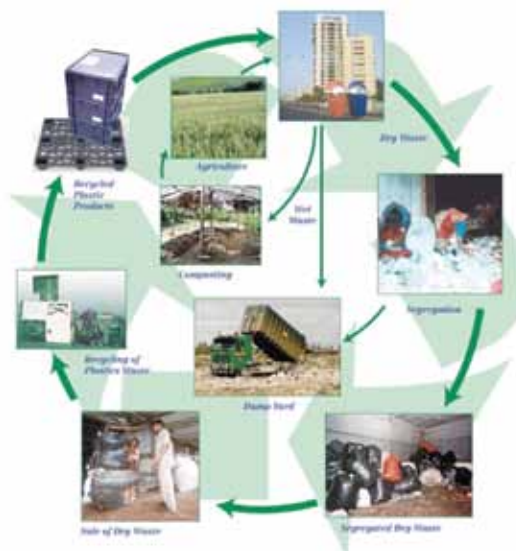 Dry Waste
Agriculture
Recycled
Plastic
Products
Wet
Waste
Composting
Segregation
Recycling of
Plastics Waste
Dump Yard
Sale of Dry Waste
Segregated Dry Waste